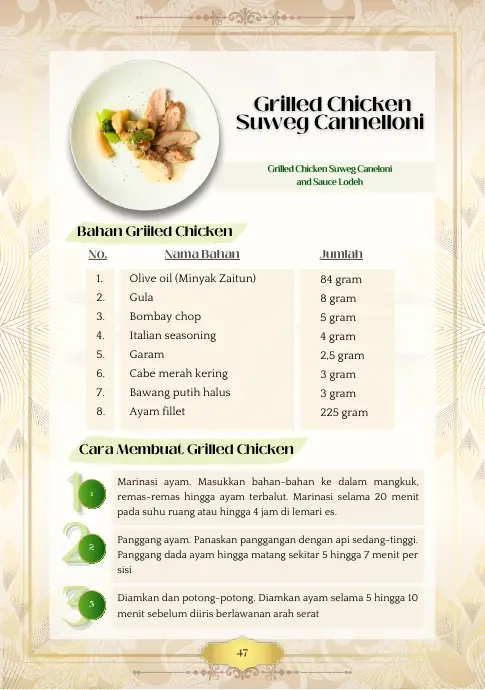 Grilled Chicken
Suweg Cannelloni
Grilled Chicken Suweg Caneloni
and Sauce Lodeh
Bahan Griiled Chicken
No. Nama Bahan Jumlah
1. Olive oil (Minyak Zaitun) 84 gram
2. Gula 8 gram
3. Bombay chop 5 gram
4. Italian seasoning 4 gram
5. Garam 2,5 gram
6. Cabe merah kering 3 gram
7. Bawang putih halus 3 gram
8. Ayam fillet 225 gram
Cara Membuat Grilled Chicken
1
Marinasi ayam. Masukkan bahan-bahan ke dalam mangkuk,
remas-remas hingga ayam terbalut. Marinasi selama 20 menit
pada suhu ruang atau hingga 4 jam di lemari es.
2
Panggang ayam. Panaskan panggangan dengan api sedang-tinggi.
Panggang dada ayam hingga matang sekitar 5 hingga 7 menit per
sisi
3
Diamkan dan potong-potong. Diamkan ayam selama 5 hingga 10
menit sebelum diiris berlawanan arah serat
47